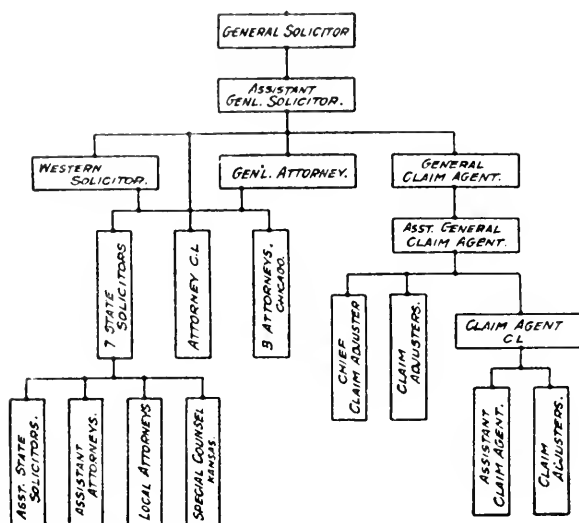 GENERAL SOLICITOR
ASSISTANT
GENL. SOLICITOR.
WESTERN
SOLICITOR.
GEN'L. ATTORNEY.
GENERAL
CLAIM AGENT.
ASST. GENERAL
CLAIM AGENT.
7 STATE
SOLICITORS
ATTORNEY C.L
3 ATTORNEYS.
CHICAGO.
CHIEF
CLAIM ADJUSTER
CLAIM
ADJUSTERS.
CLAIM AGENT
C.L
ASST. STATE
SOLICITORS.
ASSISTANT
ATTORNEYS.
LOCAL ATTORNEYS
SPECIAL COUNSEL
KANSAS.
ASSISTANT
CLAIM AGENT.
CLAIM
ADJUSTERS.